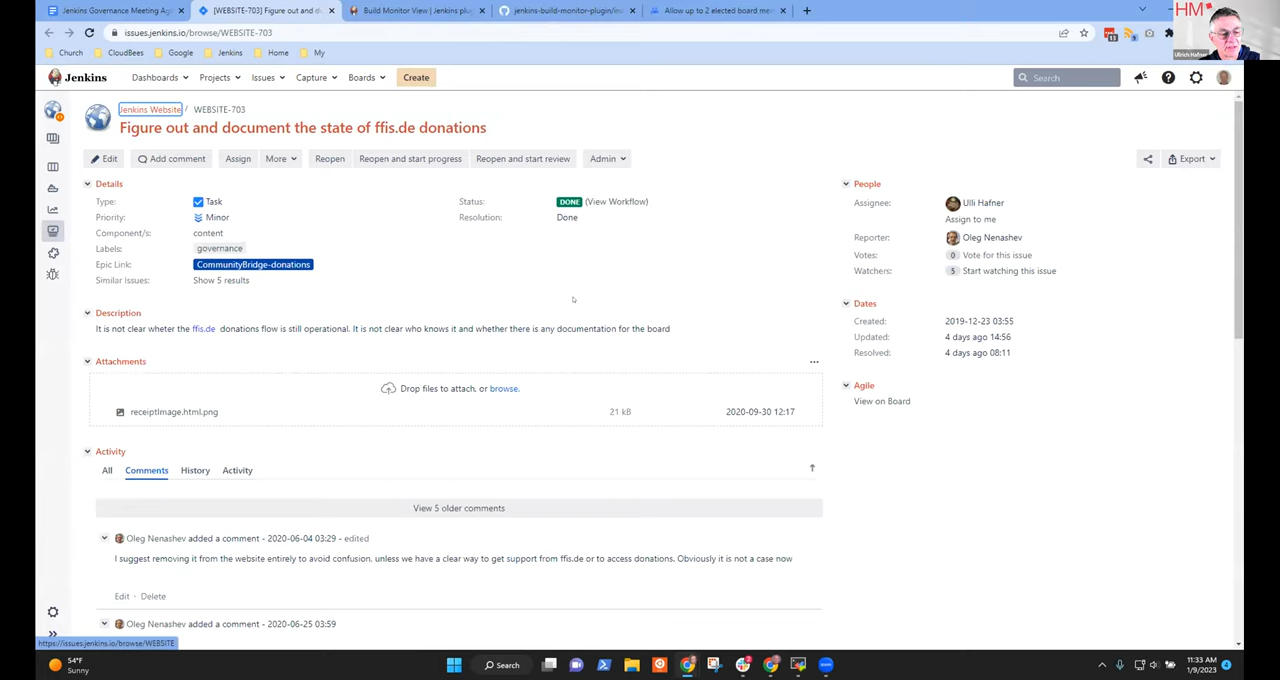 Jenkins Governance Meeting Ag
[WEBSITE-703] Figure out and d
Build Monitor View | Jenkins plu
jenkins-build-monitor-plugin/in
Allow up to 2 elected board me
HM
Ulrich Hafner
issues.jenkins.io/browse/WEBSITE-703
Church
CloudBees
Google
Jenkins
Home
My
Jenkins
Dashboards
Projects
Issues
Capture
Boards
Create
Search
Jenkins Website / WEBSITE-703
Figure out and document the state of ffis.de donations
Edit
Add comment
Assign
More
Reopen
Reopen and start progress
Reopen and start review
Admin
Export
Details
Type: Task
Status: DONE (View Workflow)
Priority: Minor
Resolution: Done
Component/s: content
Labels: governance
Epic Link: CommunityBridge-donations
Similar Issues: Show 5 results
People
Assignee: Ulli Hafner
Assign to me
Reporter: Oleg Nenashev
Votes: 0 Vote for this issue
Watchers: 5 Start watching this issue
Dates
Created: 2019-12-23 03:55
Updated: 4 days ago 14:56
Resolved: 4 days ago 08:11
Agile
View on Board
Description
It is not clear wheter the ffis.de donations flow is still operational. It is not clear who knows it and whether there is any documentation for the board
Attachments
Drop files to attach, or browse.
receiptImage.html.png 21 kB 2020-09-30 12:17
Activity
All Comments History Activity
View 5 older comments
Oleg Nenashev added a comment - 2020-06-04 03:29 - edited
I suggest removing it from the website entirely to avoid confusion, unless we have a clear way to get support from ffis.de or to access donations. Obviously it is not a case now
Edit · Delete
Oleg Nenashev added a comment - 2020-06-25 03:59
https://issues.jenkins.io/browse/WEBSITE
54°F
Sunny
Search
11:33 AM
1/9/2023